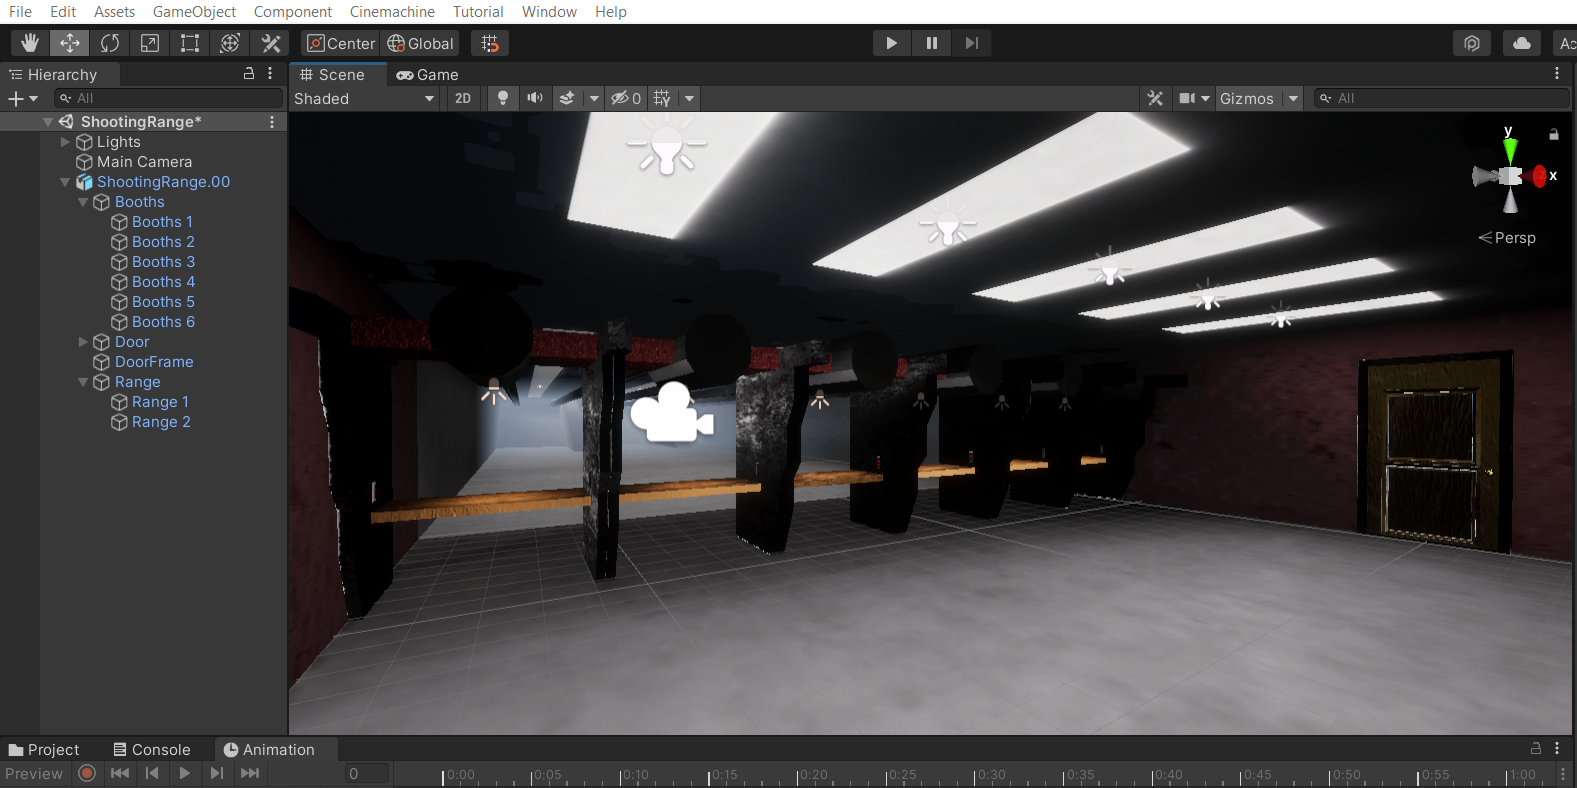 File Edit Assets GameObject Component Cinemachine Tutorial Window Help
Center Global Ac
Hierarchy
All
ShootingRange*
Lights
Main Camera
ShootingRange.00
Booths
Booths 1
Booths 2
Booths 3
Booths 4
Booths 5
Booths 6
Door
DoorFrame
Range
Range 1
Range 2
Scene Game
Shaded 2D 0 Gizmos All
y
x
Persp
Project Console Animation
Preview 0 0:00 0:05 0:10 0:15 0:20 0:25 0:30 0:35 0:40 0:45 0:50 0:55 1:00